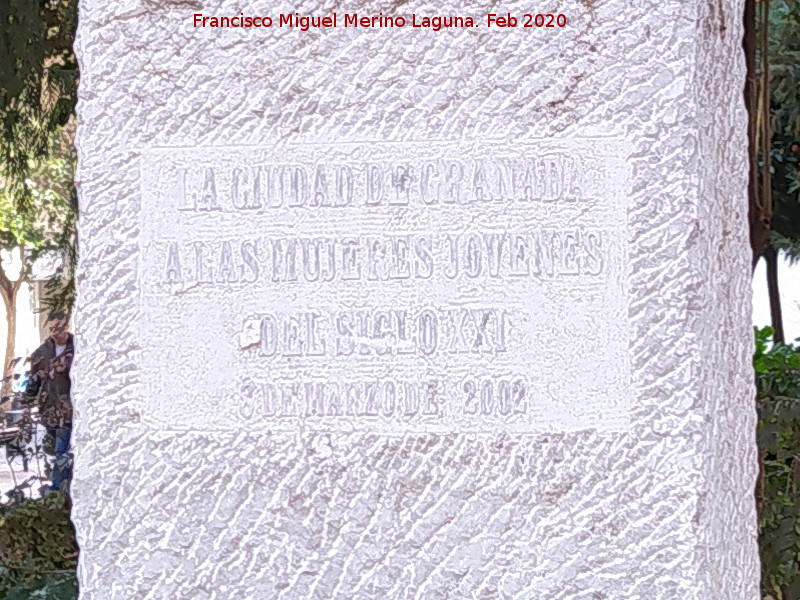 Francisco Miguel Merino Laguna. Feb 2020
LA CIUDAD DE GRANADA
A LAS MUJERES JOVENES
DEL SIGLO XXI
DE MARZO DE 2002